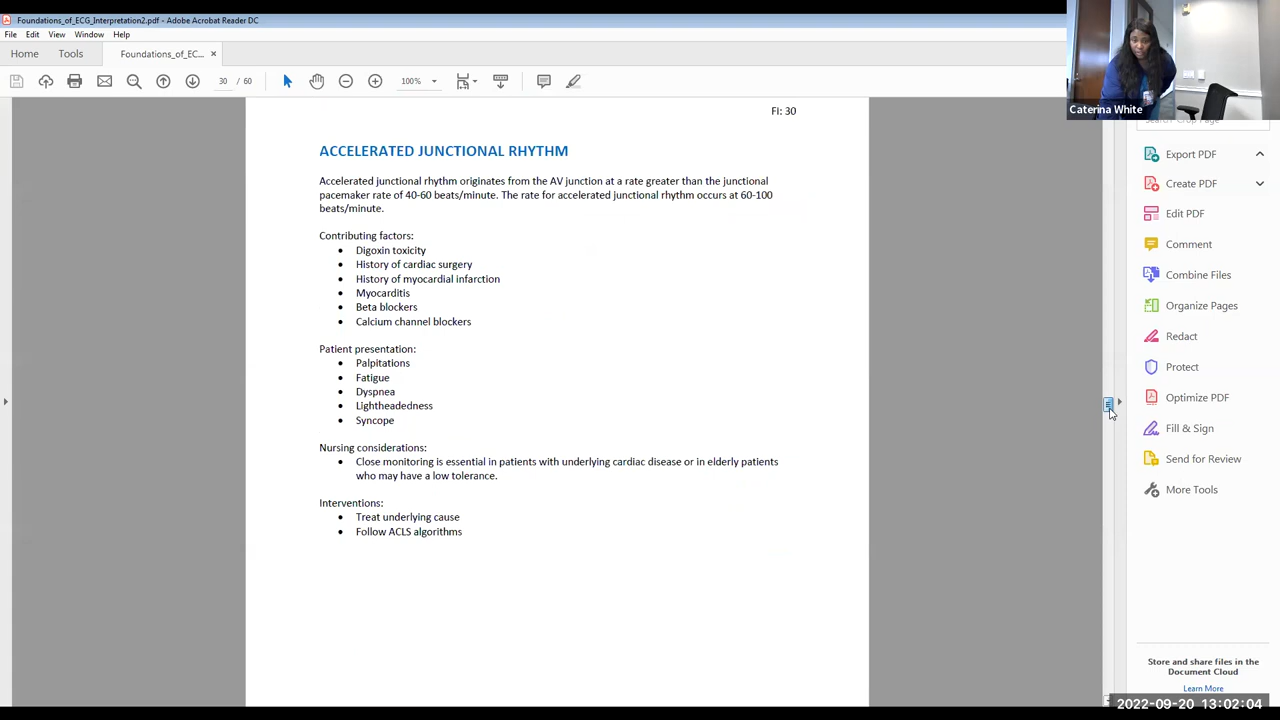 Foundations_of_ECG_Interpretation2.pdf - Adobe Acrobat Reader DC
File Edit View Window Help
Home Tools Foundations_of_EC... ×
30 / 60 100%
Caterina White
FI: 30
ACCELERATED JUNCTIONAL RHYTHM
Accelerated junctional rhythm originates from the AV junction at a rate greater than the junctional
pacemaker rate of 40-60 beats/minute. The rate for accelerated junctional rhythm occurs at 60-100
beats/minute.
Contributing factors:
• Digoxin toxicity
• History of cardiac surgery
• History of myocardial infarction
• Myocarditis
• Beta blockers
• Calcium channel blockers
Patient presentation:
• Palpitations
• Fatigue
• Dyspnea
• Lightheadedness
• Syncope
Nursing considerations:
• Close monitoring is essential in patients with underlying cardiac disease or in elderly patients
who may have a low tolerance.
Interventions:
• Treat underlying cause
• Follow ACLS algorithms
Export PDF
Create PDF
Edit PDF
Comment
Combine Files
Organize Pages
Redact
Protect
Optimize PDF
Fill & Sign
Send for Review
More Tools
Store and share files in the
Document Cloud
Learn More
2022-09-20 13:02:04